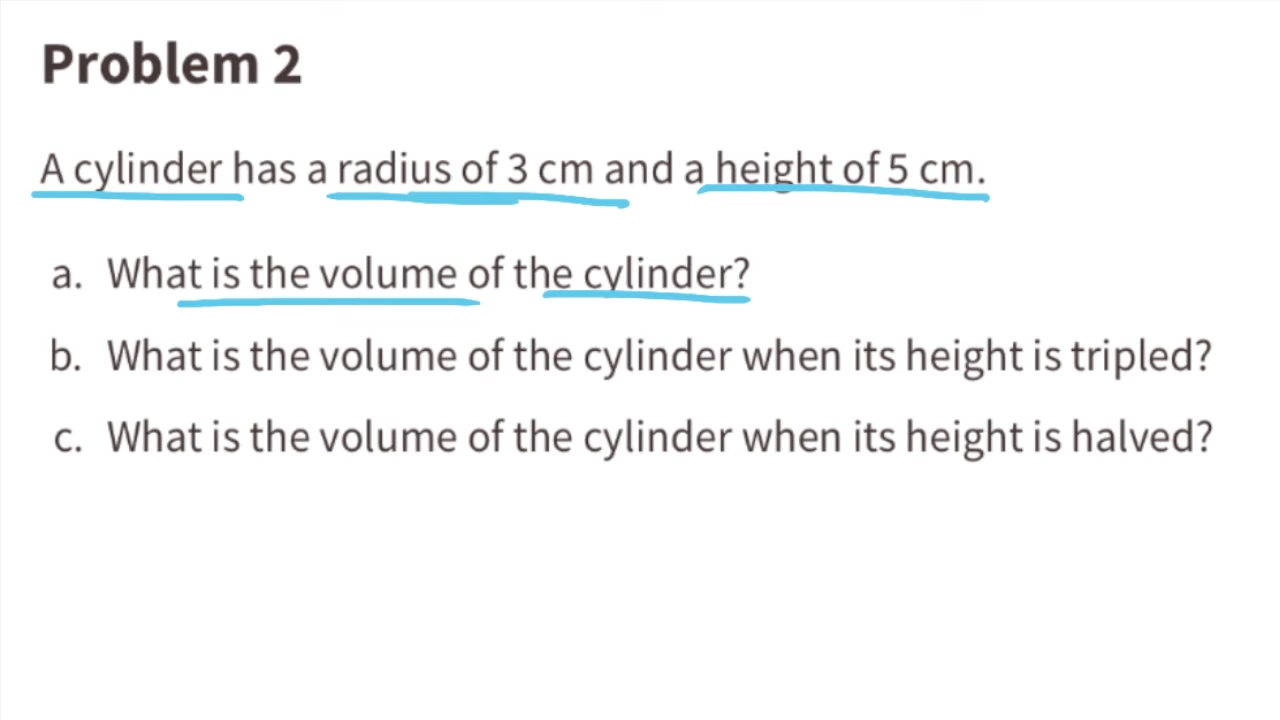 Problem 2
A cylinder has a radius of 3 cm and a height of 5 cm.
a. What is the volume of the cylinder?
b. What is the volume of the cylinder when its height is tripled?
c. What is the volume of the cylinder when its height is halved?